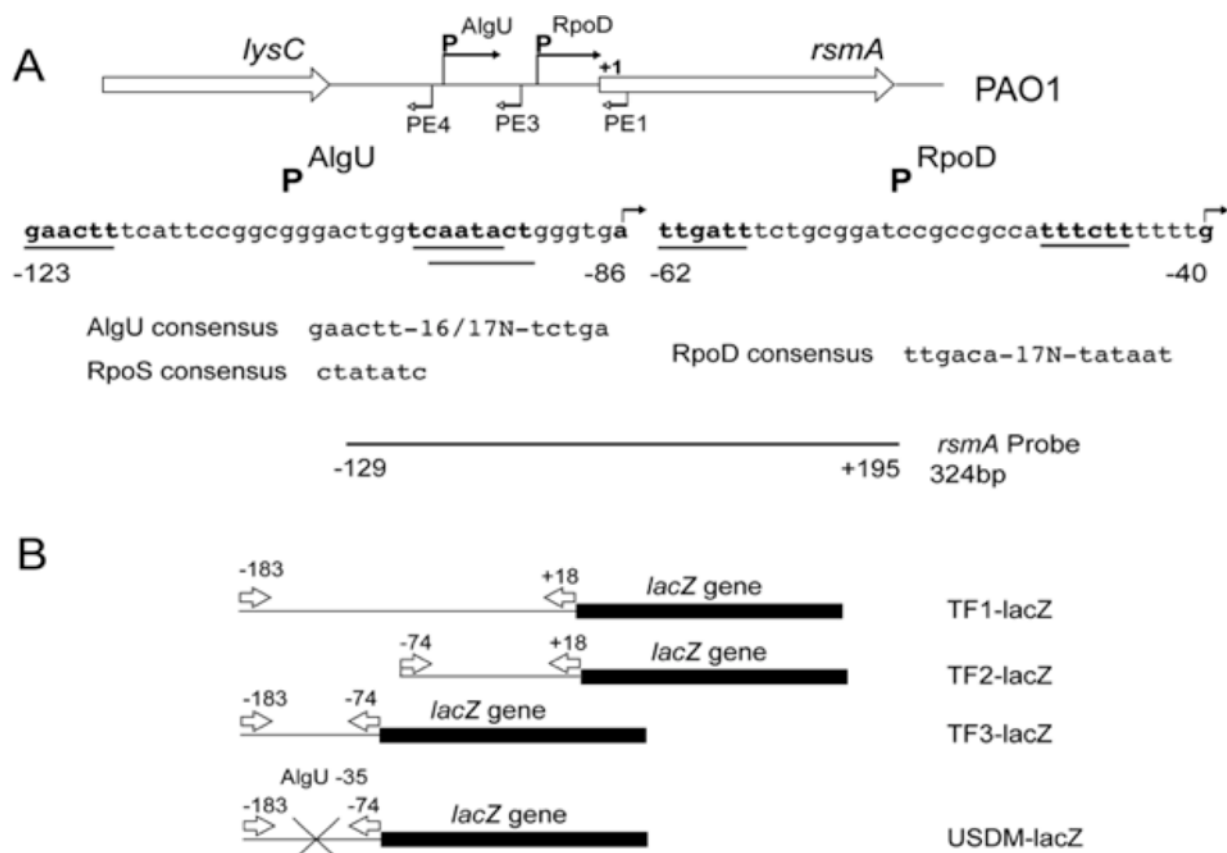 A
lysC
P AlgU
P RpoD
+1
rsmA
PAO1
PE4
PE3
PE1
P AlgU
P RpoD
gaactttcattccggcgggactggtcaatactgggtga
ttgatttctgcggatccgccgccatttctttttttg
-123
-86
-62
-40
AlgU consensus gaactt-16/17N-tctga
RpoS consensus ctatatc
RpoD consensus ttgaca-17N-tataat
-129
+195
rsmA Probe
324bp
B
-183
+18
lacZ gene
TF1-lacZ
-74
+18
lacZ gene
TF2-lacZ
-183
-74
lacZ gene
TF3-lacZ
AlgU -35
-183
-74
lacZ gene
USDM-lacZ